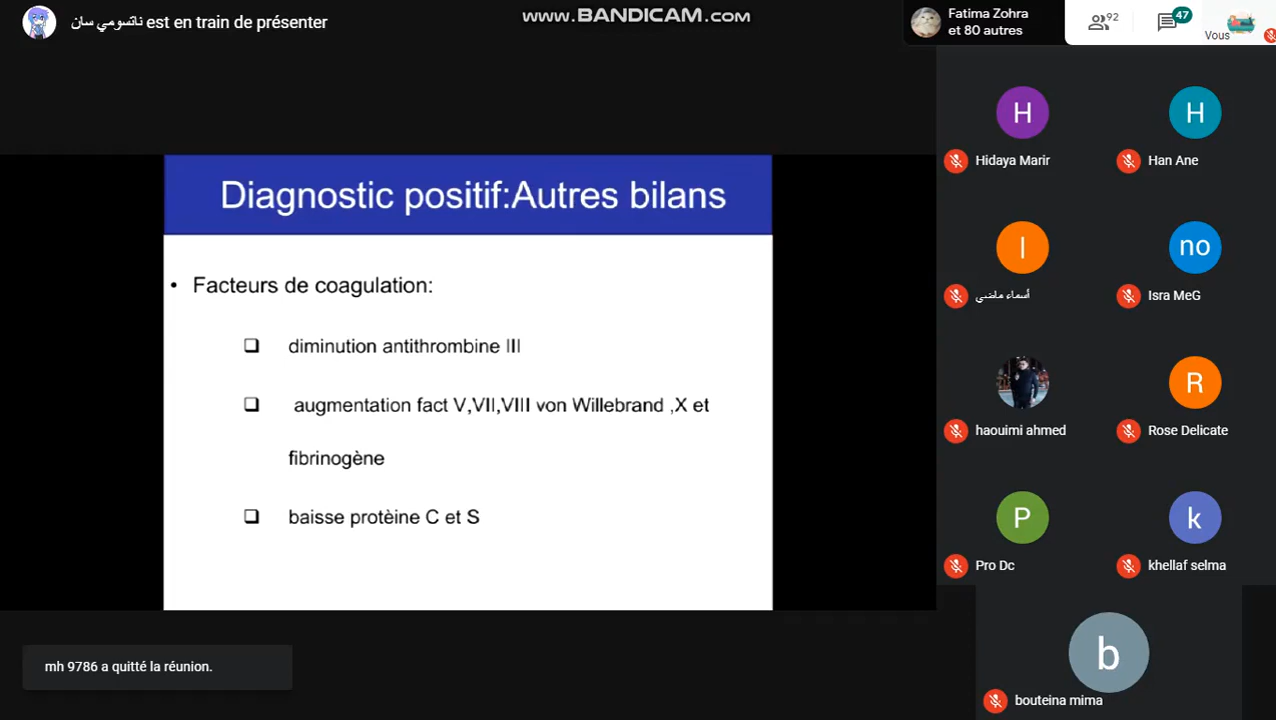 ناتسومي سان est en train de présenter
www.BANDICAM.com
Fatima Zohra
et 80 autres
92
47
Vous
Diagnostic positif:Autres bilans
• Facteurs de coagulation:
❑ diminution antithrombine III
❑ augmentation fact V,VII,VIII von Willebrand ,X et
fibrinogène
❑ baisse protèine C et S
H
Hidaya Marir
H
Han Ane
I
أسماء ماضي
no
Isra MeG
haouimi ahmed
R
Rose Delicate
P
Pro Dc
k
khellaf selma
b
bouteina mima
mh 9786 a quitté la réunion.